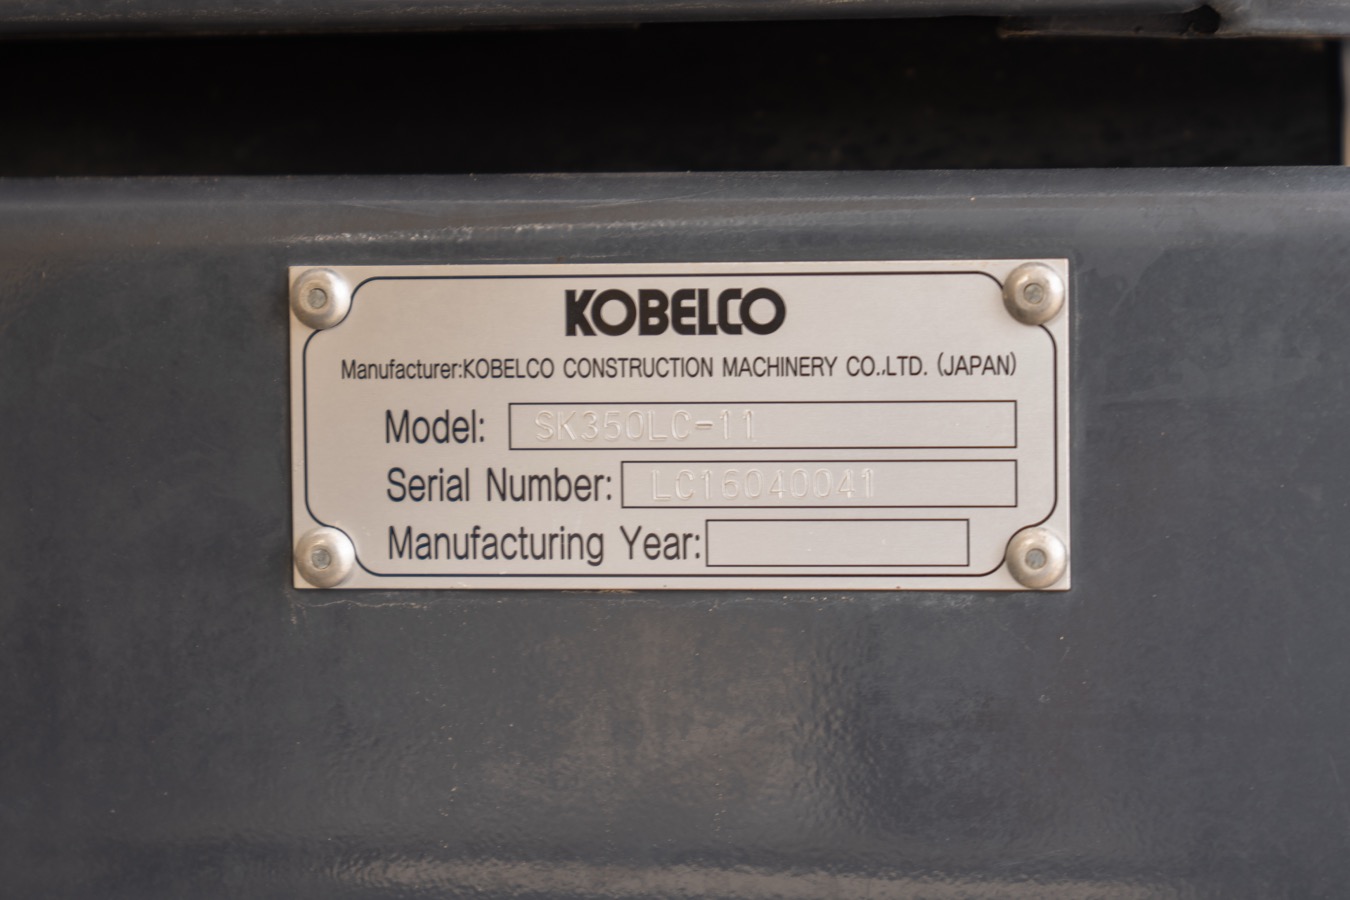 KOBELCO
Manufacturer:KOBELCO CONSTRUCTION MACHINERY CO.,LTD. (JAPAN)
Model: SK350LC-11
Serial Number: LC16040041
Manufacturing Year: